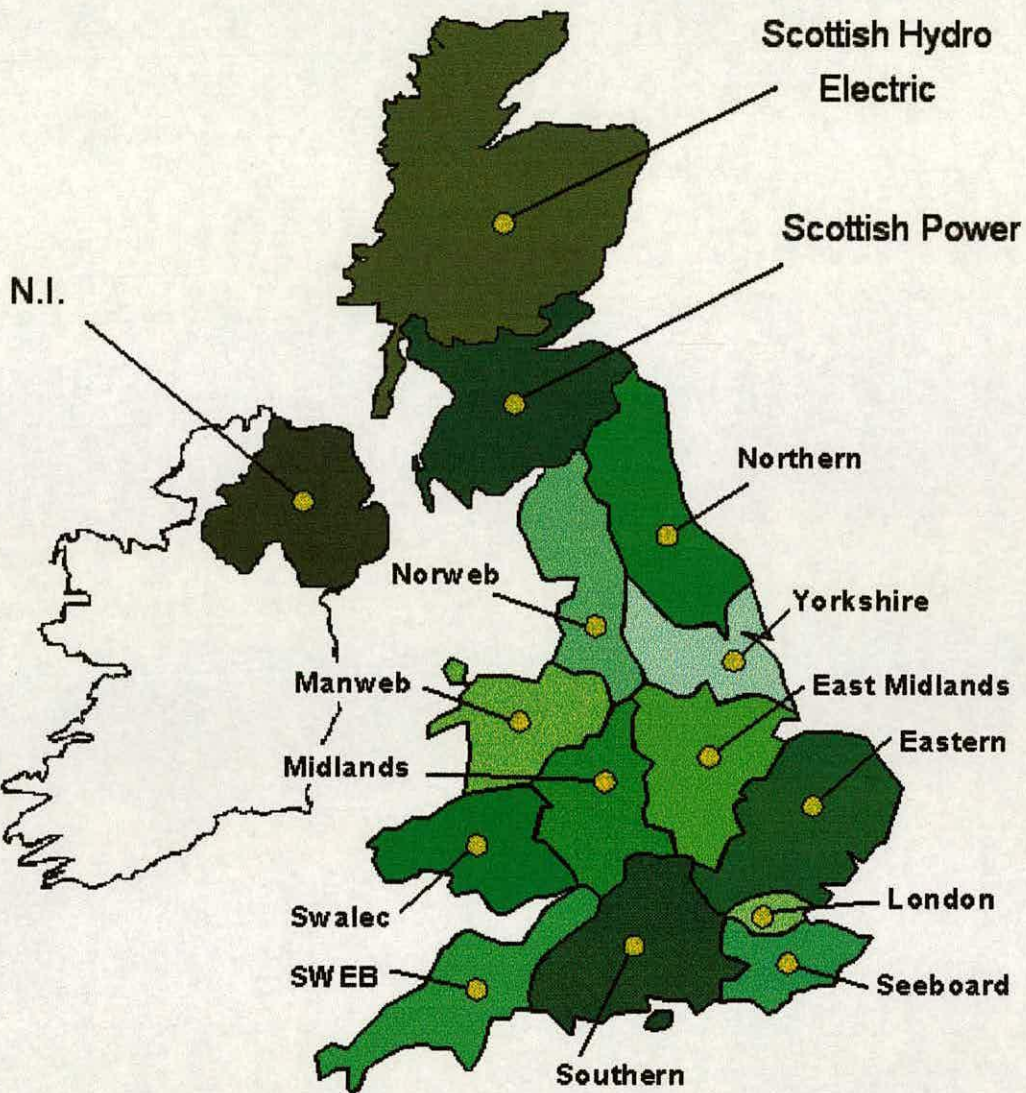 Scottish Hydro
Electric
Scottish Power
N.I.
Northern
Norweb
Yorkshire
Manweb
East Midlands
Eastern
Midlands
London
Swalec
SWEB
Seeboard
Southern